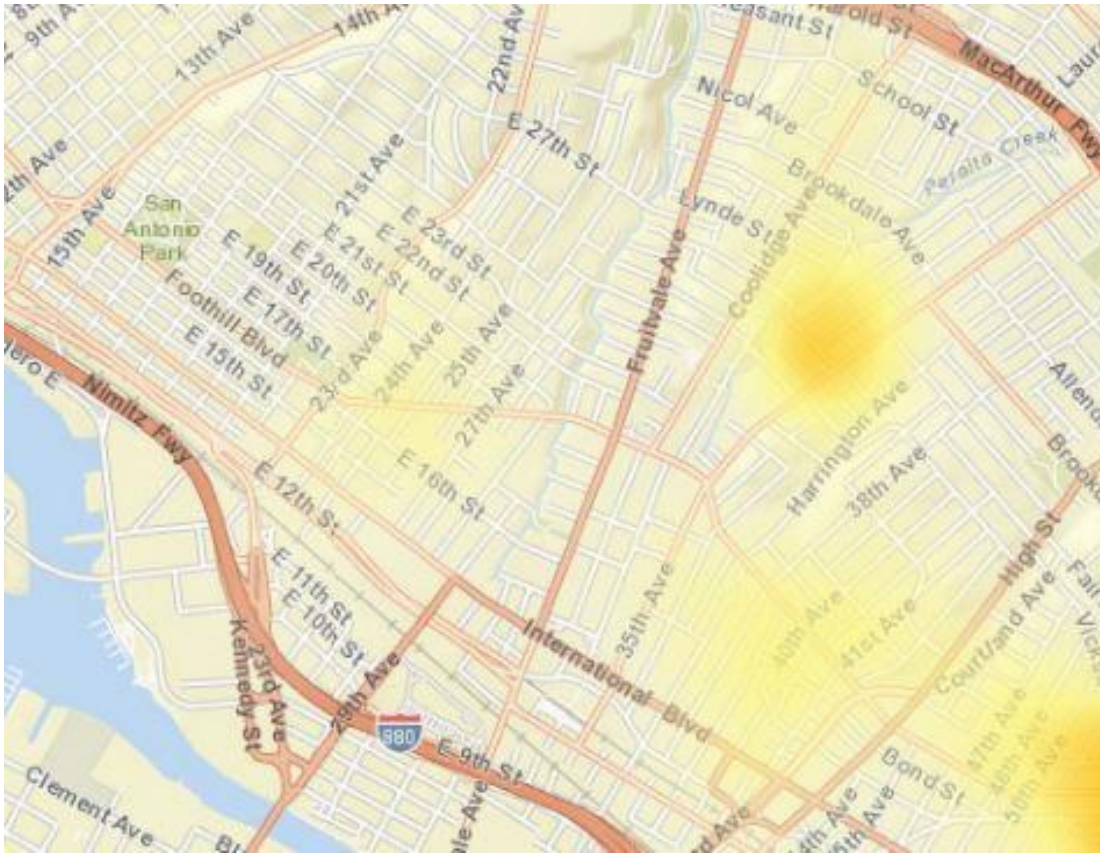 9th Ave
13th Ave
14th Ave
22nd Ave
Harold St
MacArthur Fwy
Nicol Ave
School St
E 27th St
Peralta Creek
Brookdale Ave
21st Ave
Lynde St
15th Ave
San
Antonio
Park
E 23rd St
E 22nd St
E 21st St
E 20th St
E 19th St
E 17th St
E 15th St
Foothill Blvd
Coolidge Ave
Fruitvale Ave
Nimitz Fwy
23rd Ave
24th Ave
25th Ave
27th Ave
Harrington Ave
38th Ave
E 16th St
E 12th St
High St
E 11th St
E 10th St
35th Ave
40th Ave
41st Ave
Courtland Ave
International Blvd
Kennedy St
23rd Ave
29th Ave
880
E 9th St
Bond St
47th Ave
48th Ave
50th Ave
Clement Ave